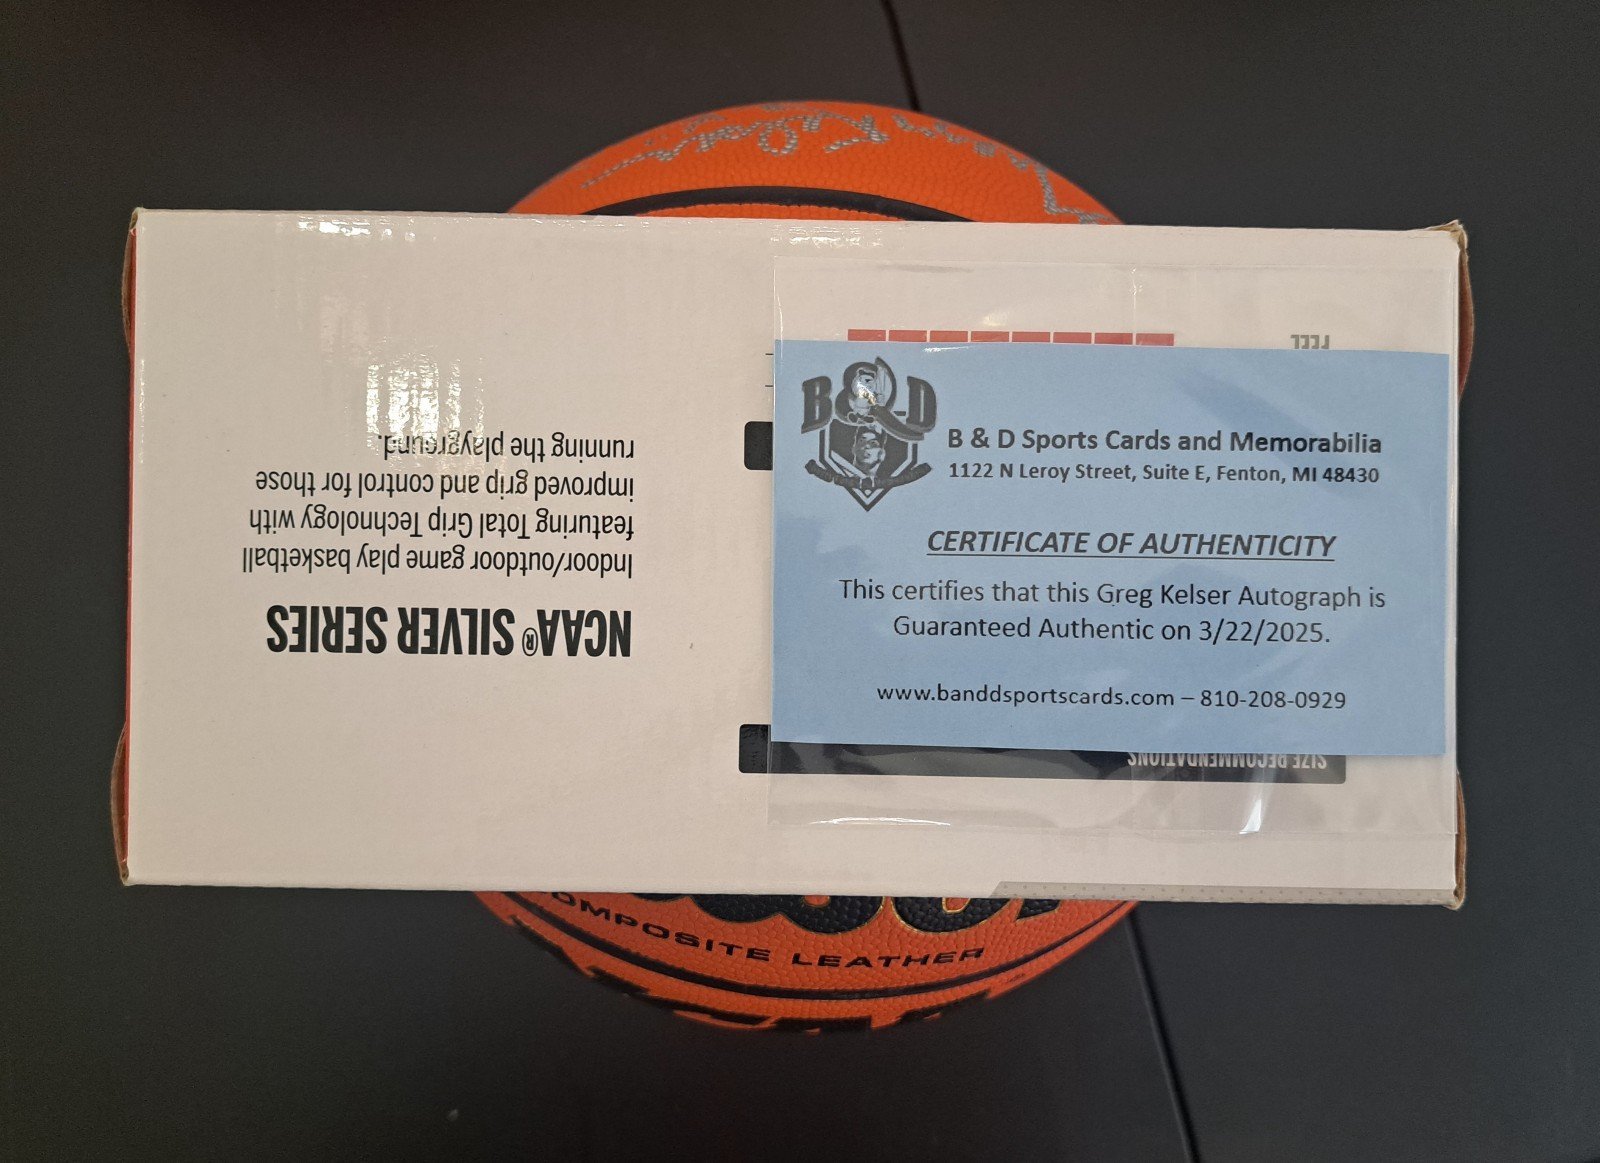 NCAA® SILVER SERIES
Indoor/outdoor game play basketball
featuring Total Grip Technology with
improved grip and control for those
running the playground.
FEEL
B&D
B & D Sports Cards and Memorabilia
1122 N Leroy Street, Suite E, Fenton, MI 48430
CERTIFICATE OF AUTHENTICITY
This certifies that this Greg Kelser Autograph is
Guaranteed Authentic on 3/22/2025.
www.banddsportscards.com – 810-208-0929
SIZE RECOMMENDATIONS
COMPOSITE LEATHER